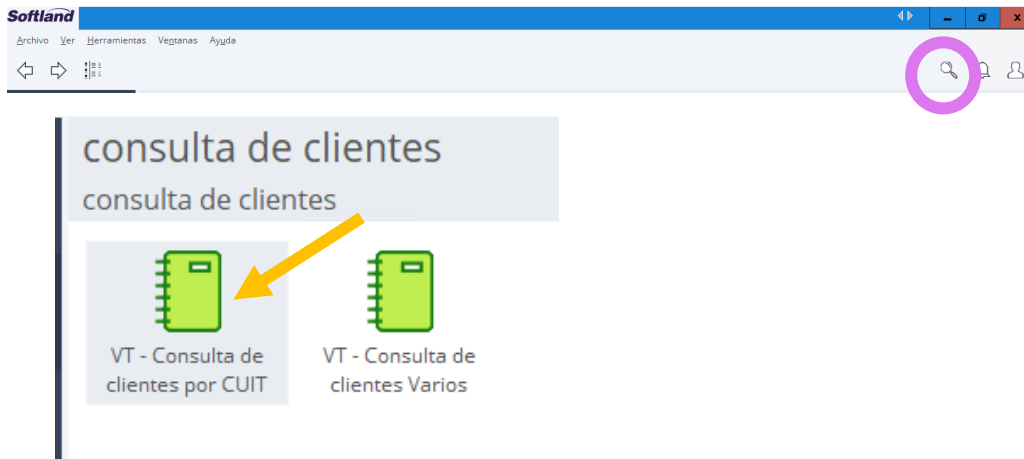 Softland
Archivo Ver Herramientas Ventanas Ayuda
consulta de clientes
consulta de clientes
VT - Consulta de
clientes por CUIT
VT - Consulta de
clientes Varios